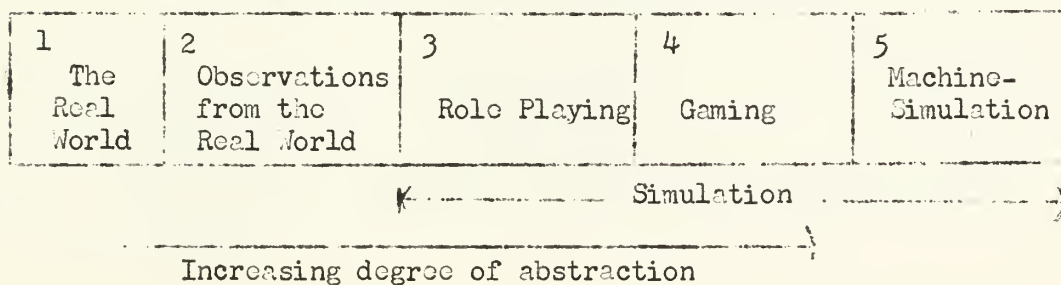 1
The
Real
World
2
Observations
from the
Real World
3
Role Playing
4
Gaming
5
Machine-
Simulation
Simulation
Increasing degree of abstraction